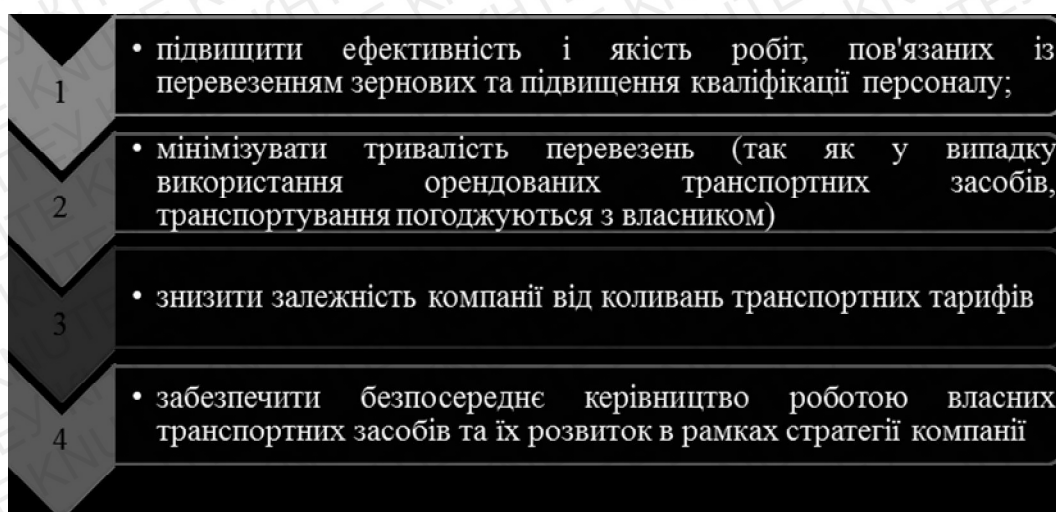 1
• підвищити ефективність і якість робіт, пов'язаних із
перевезенням зернових та підвищення кваліфікації персоналу;
2
• мінімізувати тривалість перевезень (так як у випадку
використання орендованих транспортних засобів,
транспортування погоджуються з власником)
3
• знизити залежність компанії від коливань транспортних тарифів
4
• забезпечити безпосереднє керівництво роботою власних
транспортних засобів та їх розвиток в рамках стратегії компанії